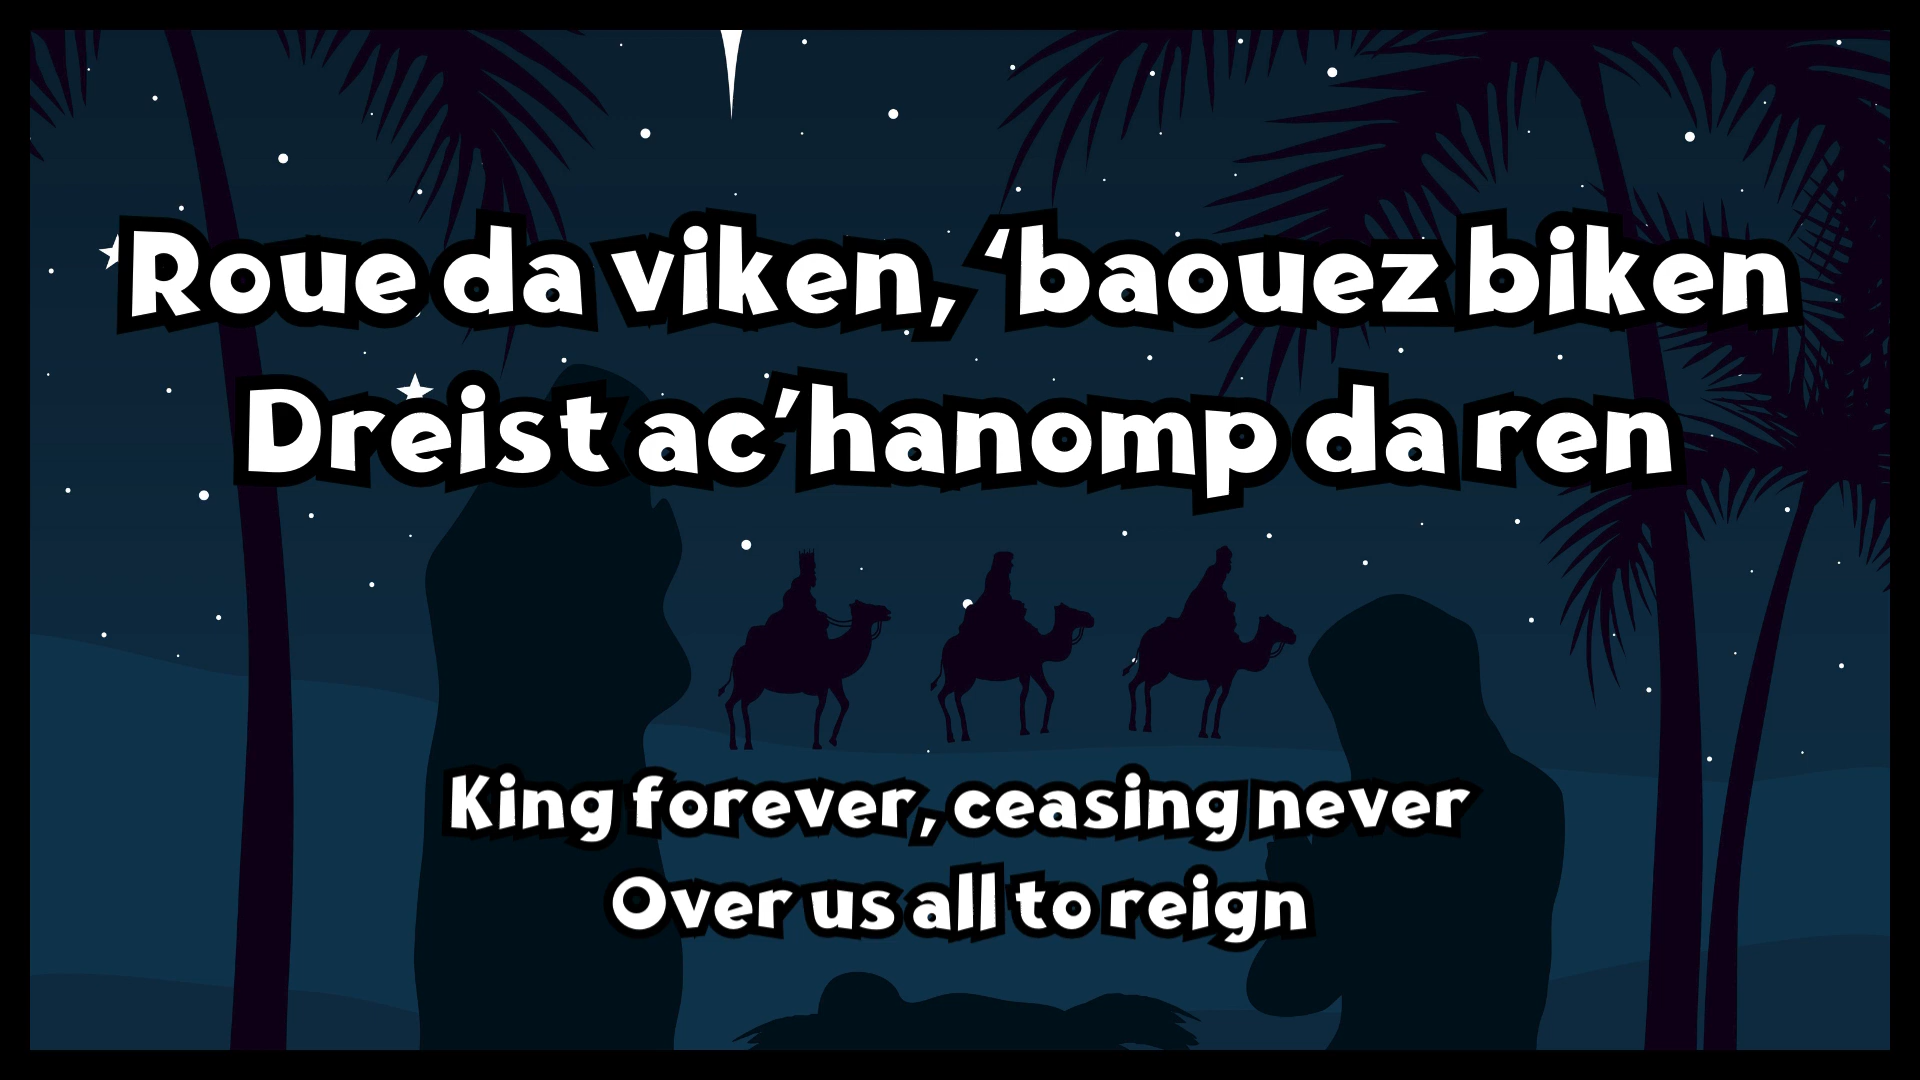 Roue da viken, ‘baouez biken
Dreist ac’hanomp da ren
King forever, ceasing never
Over us all to reign